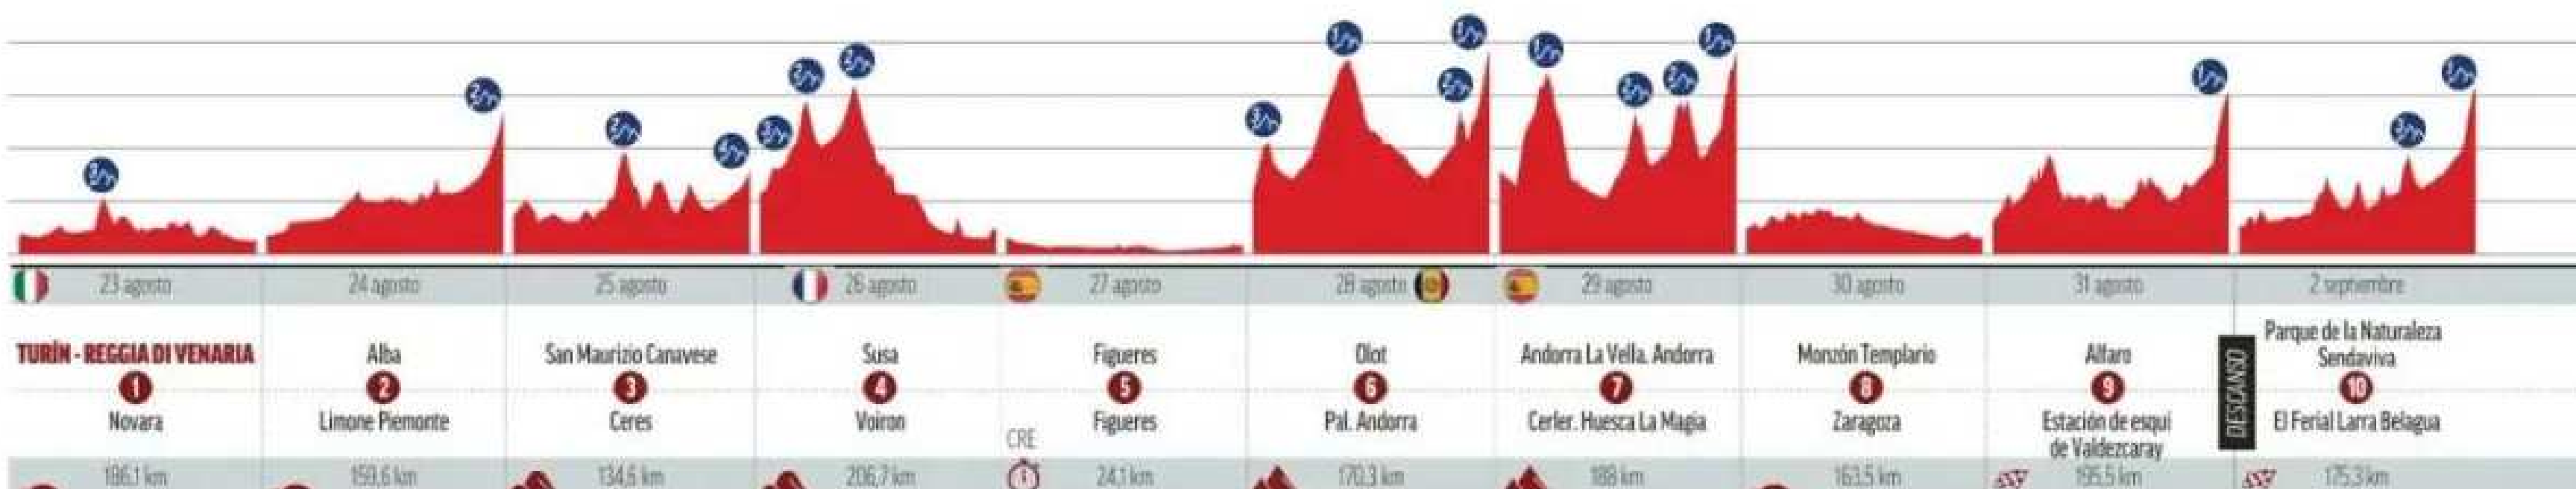 23 agosto
24 agosto
25 agosto
26 agosto
27 agosto
28 agosto
29 agosto
30 agosto
31 agosto
2 septiembre
TURÍN - REGGIA DI VENARIA
1
Novara
186,1 km
Alba
2
Limone Piemonte
159,6 km
San Maurizio Canavese
3
Ceres
134,6 km
Susa
4
Voiron
206,7 km
Figueres
5
Figueres
CRE
24,1 km
Olot
6
Pal. Andorra
170,3 km
Andorra La Vella. Andorra
7
Cerler. Huesca La Magia
188 km
Monzón Templario
8
Zaragoza
163,5 km
Alfaro
9
Estación de esquí
de Valdezcaray
195,5 km
DESCANSO
Parque de la Naturaleza
Sendaviva
10
El Ferial Larra Belagua
175,3 km